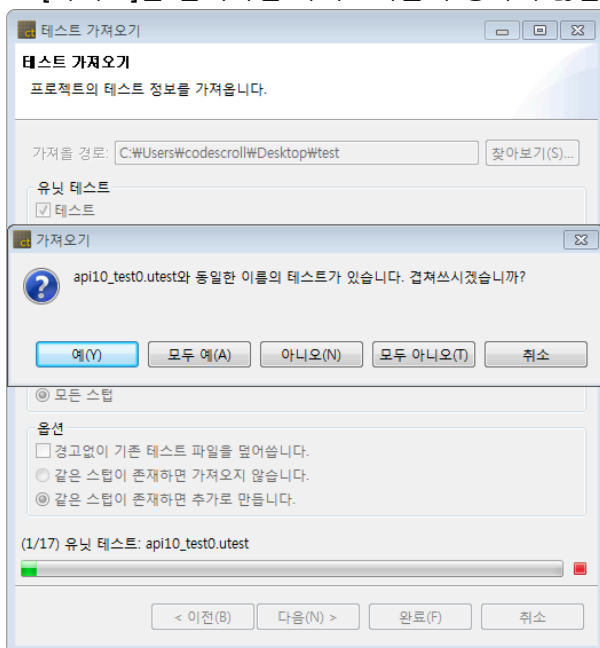 테스트 가져오기
테스트 가져오기
프로젝트의 테스트 정보를 가져옵니다.
가져올 경로: C:₩Users₩codescroll₩Desktop₩test 찾아보기(S)...
유닛 테스트
테스트
가져오기
api10_test0.utest와 동일한 이름의 테스트가 있습니다. 겹쳐쓰시겠습니까?
예(Y) 모두 예(A) 아니오(N) 모두 아니오(T) 취소
모든 스텁
옵션
경고없이 기존 테스트 파일을 덮어씁니다.
같은 스텁이 존재하면 가져오지 않습니다.
같은 스텁이 존재하면 추가로 만듭니다.
(1/17) 유닛 테스트: api10_test0.utest
< 이전(B) 다음(N) > 완료(F) 취소